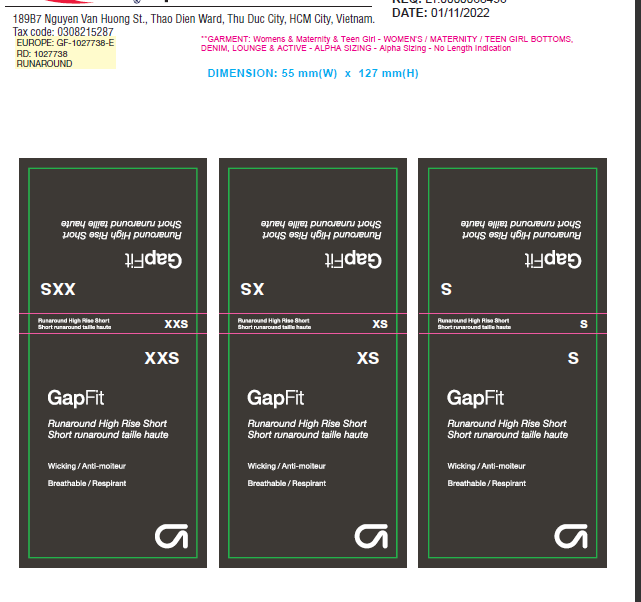 189B7 Nguyen Van Huong St., Thao Dien Ward, Thu Duc City, HCM City, Vietnam.
Tax code: 0308215287
DATE: 01/11/2022
EUROPE: GF-1027738-E
RD: 1027738
RUNAROUND
**GARMENT: Womens & Maternity & Teen Girl - WOMEN'S / MATERNITY / TEEN GIRL BOTTOMS,
DENIM, LOUNGE & ACTIVE - ALPHA SIZING - Alpha Sizing - No Length Indication
DIMENSION: 55 mm(W) x 127 mm(H)
XXS
GapFit
Runaround High Rise Short
Short runaround taille haute
Runaround High Rise Short
Short runaround taille haute
XXS
XXS
GapFit
Runaround High Rise Short
Short runaround taille haute
Wicking / Anti-moiteur
Breathable / Respirant
XS
GapFit
Runaround High Rise Short
Short runaround taille haute
Runaround High Rise Short
Short runaround taille haute
XS
XS
GapFit
Runaround High Rise Short
Short runaround taille haute
Wicking / Anti-moiteur
Breathable / Respirant
S
GapFit
Runaround High Rise Short
Short runaround taille haute
Runaround High Rise Short
Short runaround taille haute
S
S
GapFit
Runaround High Rise Short
Short runaround taille haute
Wicking / Anti-moiteur
Breathable / Respirant